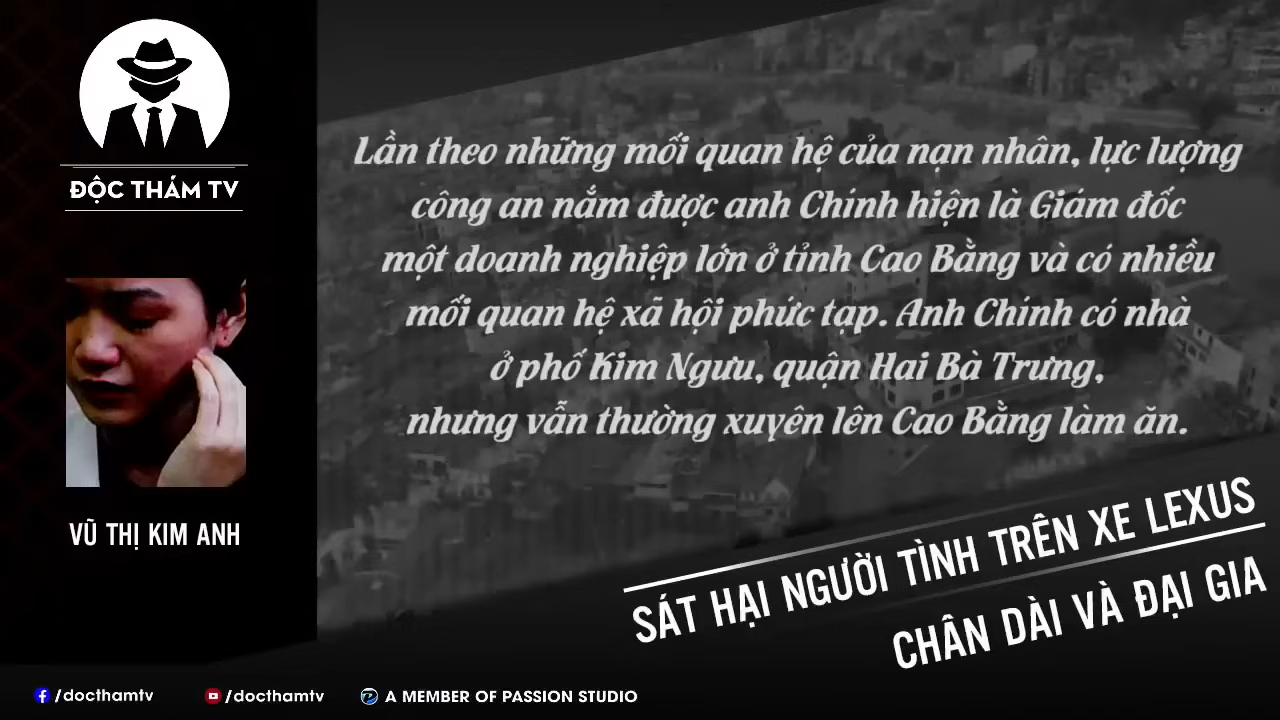 ĐỘC THÁM TV
VŨ THỊ KIM ANH
Lần theo những mối quan hệ của nạn nhân, lực lượng
công an nắm được anh Chính hiện là Giám đốc
một doanh nghiệp lớn ở tỉnh Cao Bằng và có nhiều
mối quan hệ xã hội phức tạp. Anh Chính có nhà
ở phố Kim Ngưu, quận Hai Bà Trưng,
nhưng vẫn thường xuyên lên Cao Bằng làm ăn.
SÁT HẠI NGƯỜI TÌNH TRÊN XE LEXUS
CHÂN DÀI VÀ ĐẠI GIA
/docthamtv
/docthamtv
A MEMBER OF PASSION STUDIO